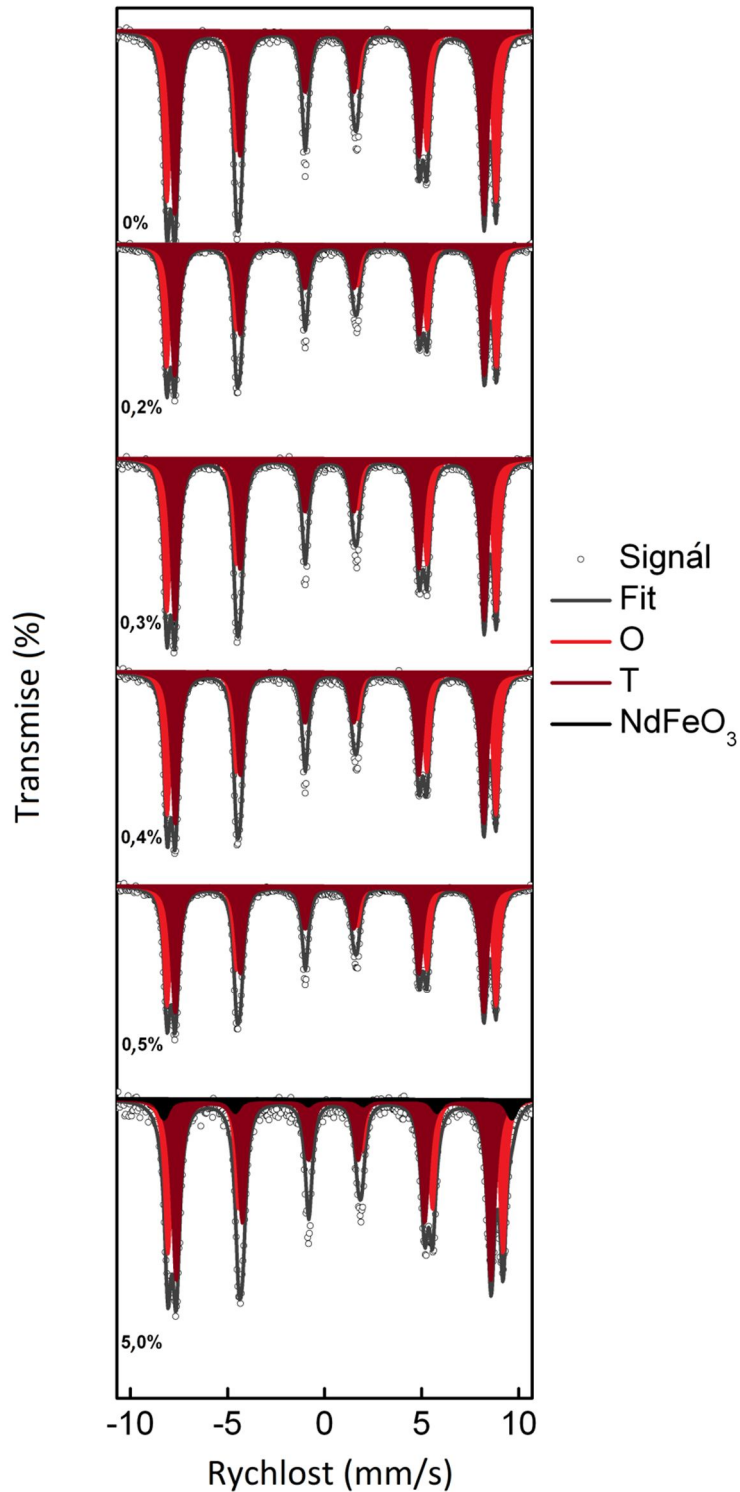 0%
0,2%
0,3%
0,4%
0,5%
5,0%
Transmise (%)
-10 -5 0 5 10
Rychlost (mm/s)
Signál
Fit
O
T
NdFeO₃